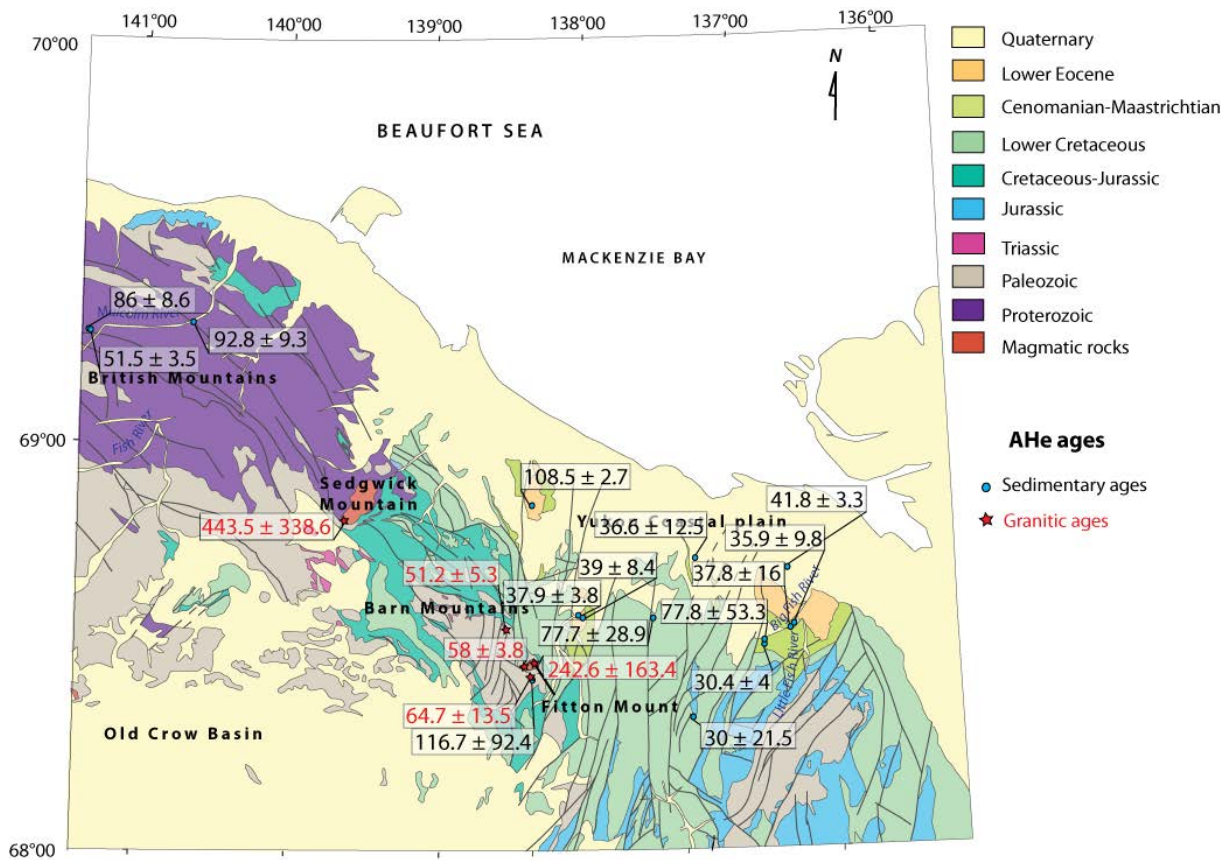 141°00
140°00
139°00
138°00
137°00
136°00
70°00
N
BEAUFORT SEA
MACKENZIE BAY
86 ± 8.6
Malcolm River
92.8 ± 9.3
51.5 ± 3.5
British Mountains
Fish River
69°00
Sedgwick
Mountain
443.5 ± 338.6
108.5 ± 2.7
41.8 ± 3.3
Yukon Coastal plain
36.6 ± 12.5
35.9 ± 9.8
39 ± 8.4
37.8 ± 16
51.2 ± 5.3
37.9 ± 3.8
Big Fish River
Barn Mountains
77.8 ± 53.3
77.7 ± 28.9
58 ± 3.8
242.6 ± 163.4
30.4 ± 4
Little Fish River
64.7 ± 13.5
Fitton Mount
116.7 ± 92.4
30 ± 21.5
Old Crow Basin
68°00
Quaternary
Lower Eocene
Cenomanian-Maastrichtian
Lower Cretaceous
Cretaceous-Jurassic
Jurassic
Triassic
Paleozoic
Proterozoic
Magmatic rocks
AHe ages
Sedimentary ages
Granitic ages